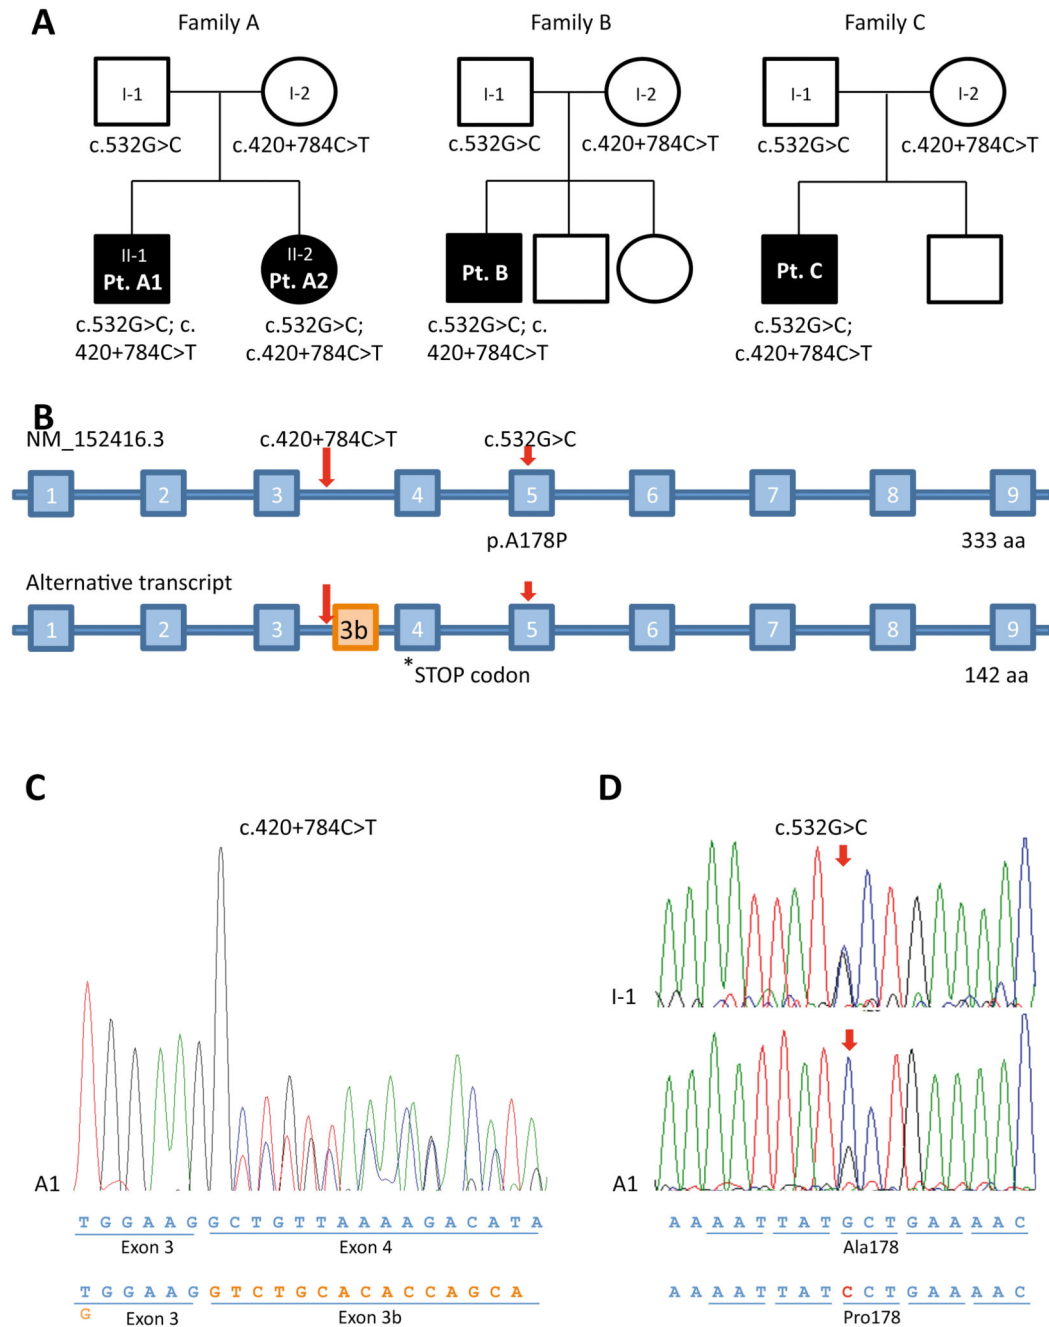 A
Family A
Family B
Family C
I-1
I-2
I-1
I-2
I-1
I-2
c.532G>C
c.420+784C>T
c.532G>C
c.420+784C>T
c.532G>C
c.420+784C>T
II-1
Pt. A1
II-2
Pt. A2
Pt. B
Pt. C
c.532G>C; c.
420+784C>T
c.532G>C;
c.420+784C>T
c.532G>C; c.
420+784C>T
c.532G>C;
c.420+784C>T
B
NM_152416.3
c.420+784C>T
c.532G>C
1 2 3 4 5 6 7 8 9
p.A178P
333 aa
Alternative transcript
1 2 3 3b 4 5 6 7 8 9
*STOP codon
142 aa
C
c.420+784C>T
A1
T G G A A G G C T G T T A A A A G A C A T A
Exon 3
Exon 4
T G G A A G G T C T G C A C A C C A G C A
G
Exon 3
Exon 3b
D
c.532G>C
I-1
A1
A A A A T T A T G C T G A A A A C
Ala178
A A A A T T A T C C T G A A A A C
Pro178